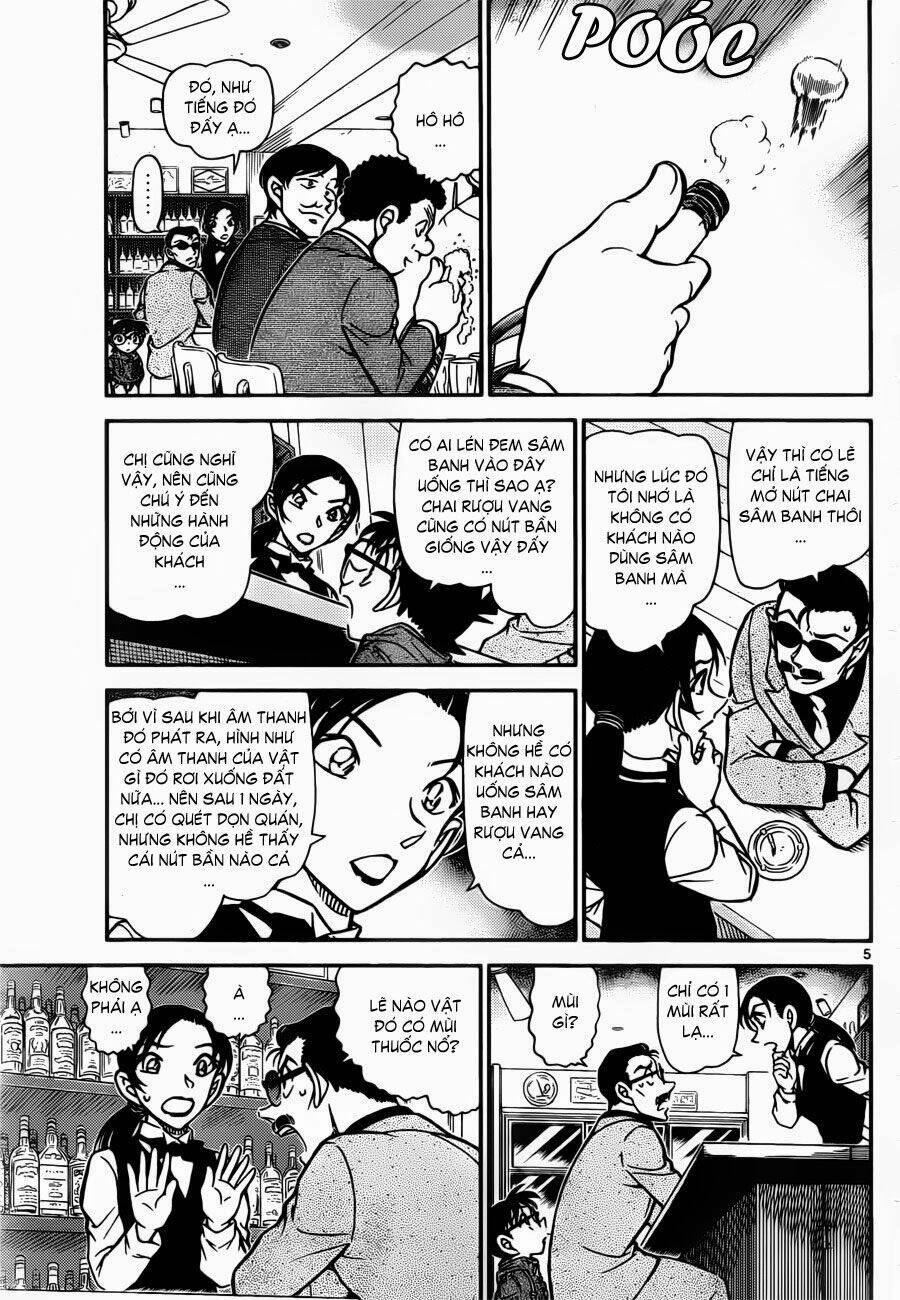 POÓC
HÔ HÔ
...
ĐÓ, NHƯ
TIẾNG ĐÓ
ĐẤY Ạ...
......
VẬY THÌ CÓ LẼ
CHỈ LÀ TIẾNG
MỞ NÚT CHAI
SÂM BANH THÔI
...
NHƯNG LÚC ĐÓ
TÔI NHỚ LÀ
KHÔNG CÓ
KHÁCH NÀO
DÙNG SÂM
BANH MÀ
...
CÓ AI LÉN ĐEM SÂM
BANH VÀO ĐÂY
UỐNG THÌ SAO Ạ?
CHAI RƯỢU VANG
CŨNG CÓ NÚT BẦN
GIỐNG VẬY ĐẤY
...
CHỊ CŨNG NGHĨ
VẬY, NÊN CŨNG
CHÚ Ý ĐẾN
NHỮNG HÀNH
ĐỘNG CỦA
KHÁCH
...
NHƯNG
KHÔNG HỀ CÓ
KHÁCH NÀO
UỐNG SÂM
BANH HAY
RƯỢU VANG
CẢ...
BỞI VÌ SAU KHI ÂM THANH
ĐÓ PHÁT RA, HÌNH NHƯ
CÓ ÂM THANH CỦA VẬT
GÌ ĐÓ RƠI XUỐNG ĐẤT
NỮA... NÊN SAU 1 NGÀY,
CHỊ CÓ QUÉT DỌN QUÁN,
NHƯNG KHÔNG HỀ THẤY
CÁI NÚT BẦN NÀO CẢ
...
5
CHỈ CÓ 1
MÙI RẤT
LẠ...
MÙI
GÌ?
LẼ NÀO VẬT
ĐÓ CÓ MÙI
THUỐC NỔ?
À
...
KHÔNG
PHẢI Ạ
...